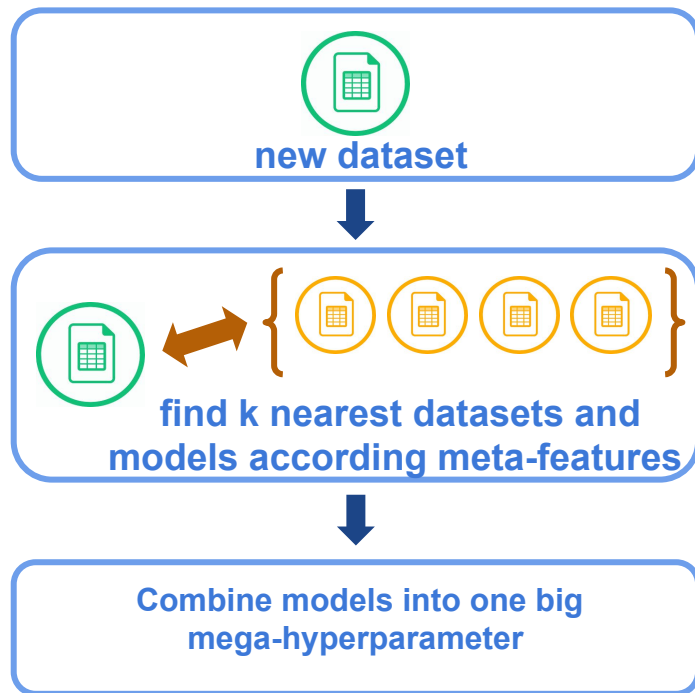 new dataset
find k nearest datasets and
models according meta-features
Combine models into one big
mega-hyperparameter